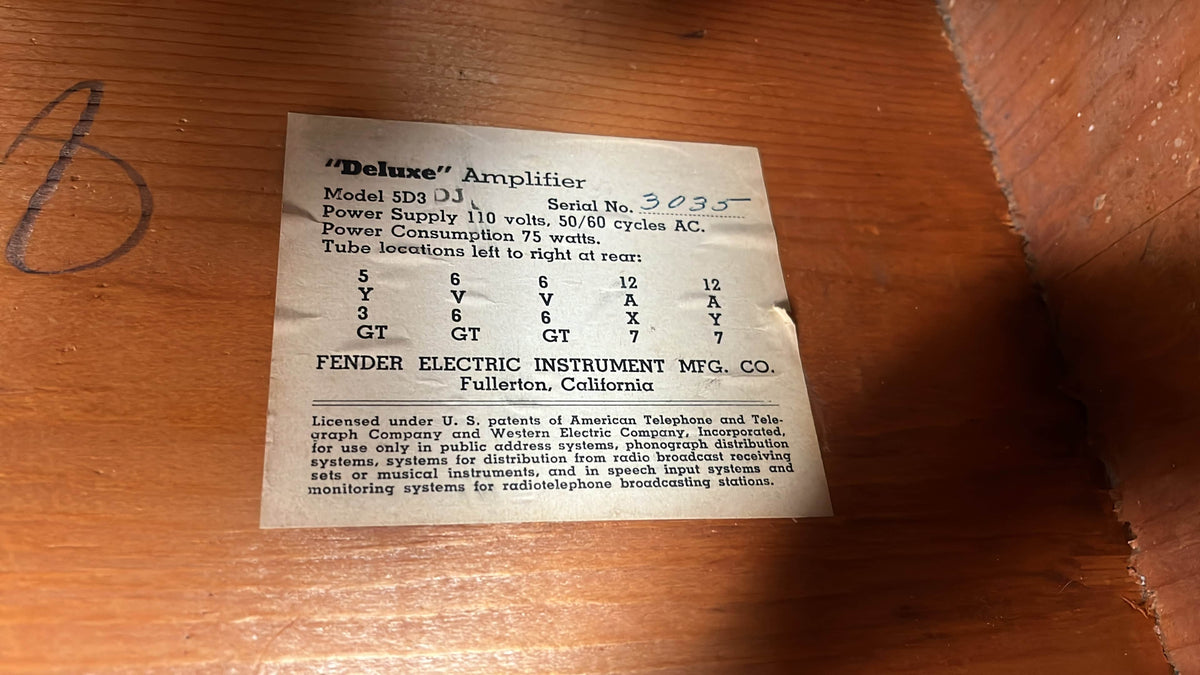 B
"Deluxe" Amplifier
Model 5D3 DJ Serial No. 3035
Power Supply 110 volts, 50/60 cycles AC.
Power Consumption 75 watts.
Tube locations left to right at rear:
5 6 6 12 12
Y V V A A
3 6 6 X Y
GT GT GT 7 7
FENDER ELECTRIC INSTRUMENT MFG. CO.
Fullerton, California
Licensed under U. S. patents of American Telephone and Tele-
graph Company and Western Electric Company, Incorporated,
for use only in public address systems, phonograph distribution
systems, systems for distribution from radio broadcast receiving
sets or musical instruments, and in speech input systems and
monitoring systems for radiotelephone broadcasting stations.